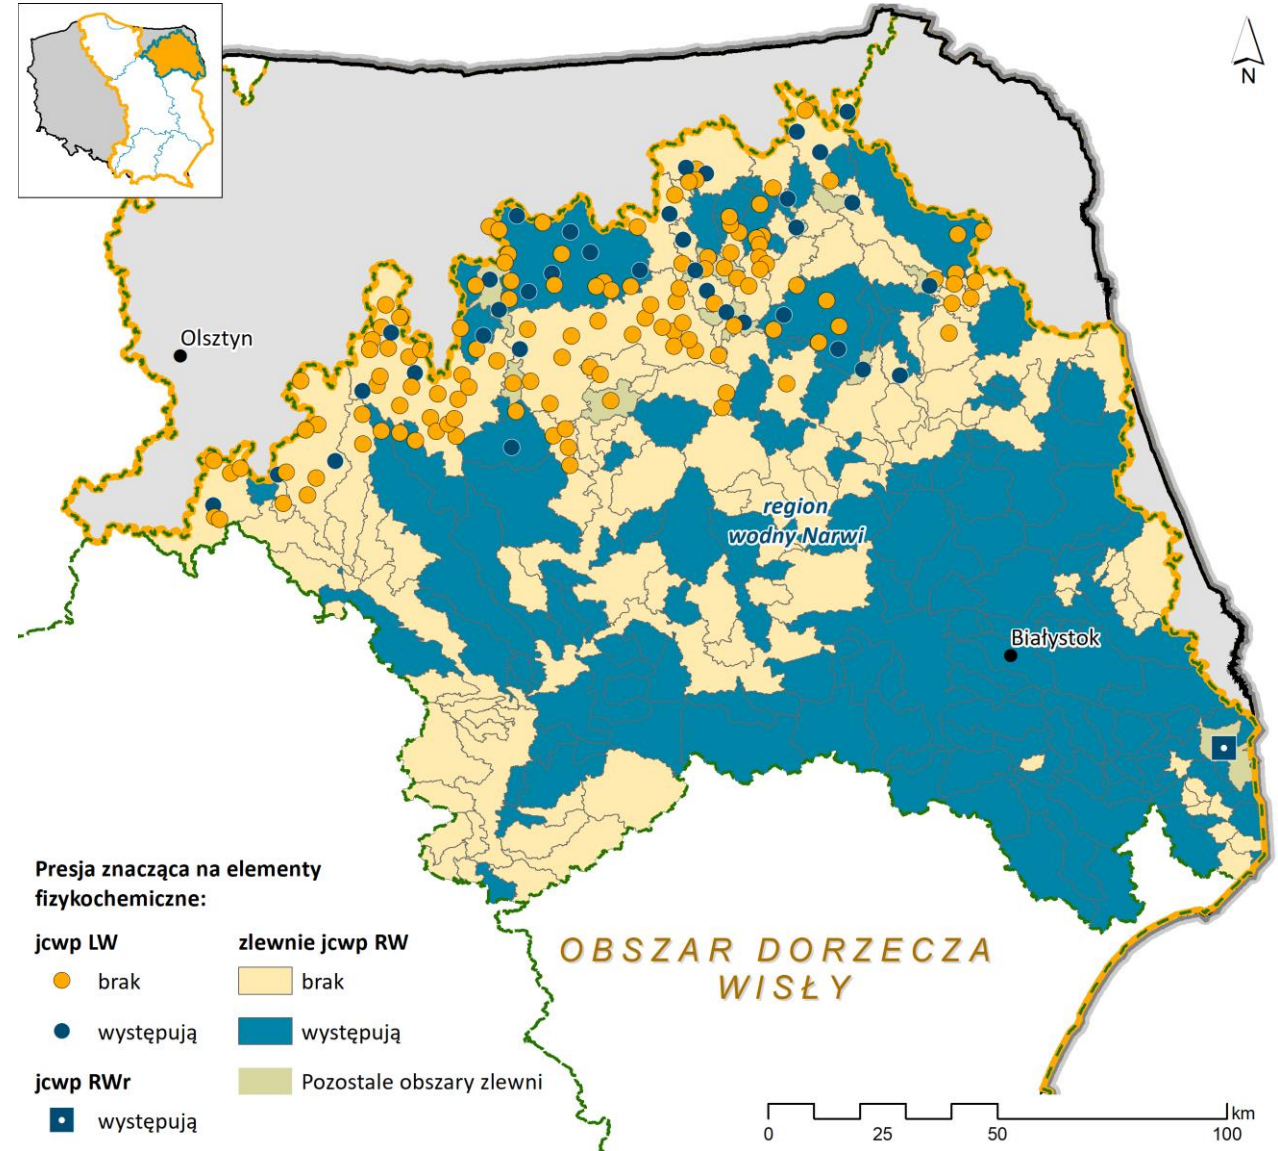 N
Olsztyn
region
wodny Narwi
Białystok
Presja znacząca na elementy
fizykochemiczne:
jcwp LW
brak
występują
jcwp RWr
występują
zlewnie jcwp RW
brak
występują
Pozostałe obszary zlewni
OBSZAR DORZECZA
WISŁY
km
0 25 50 100